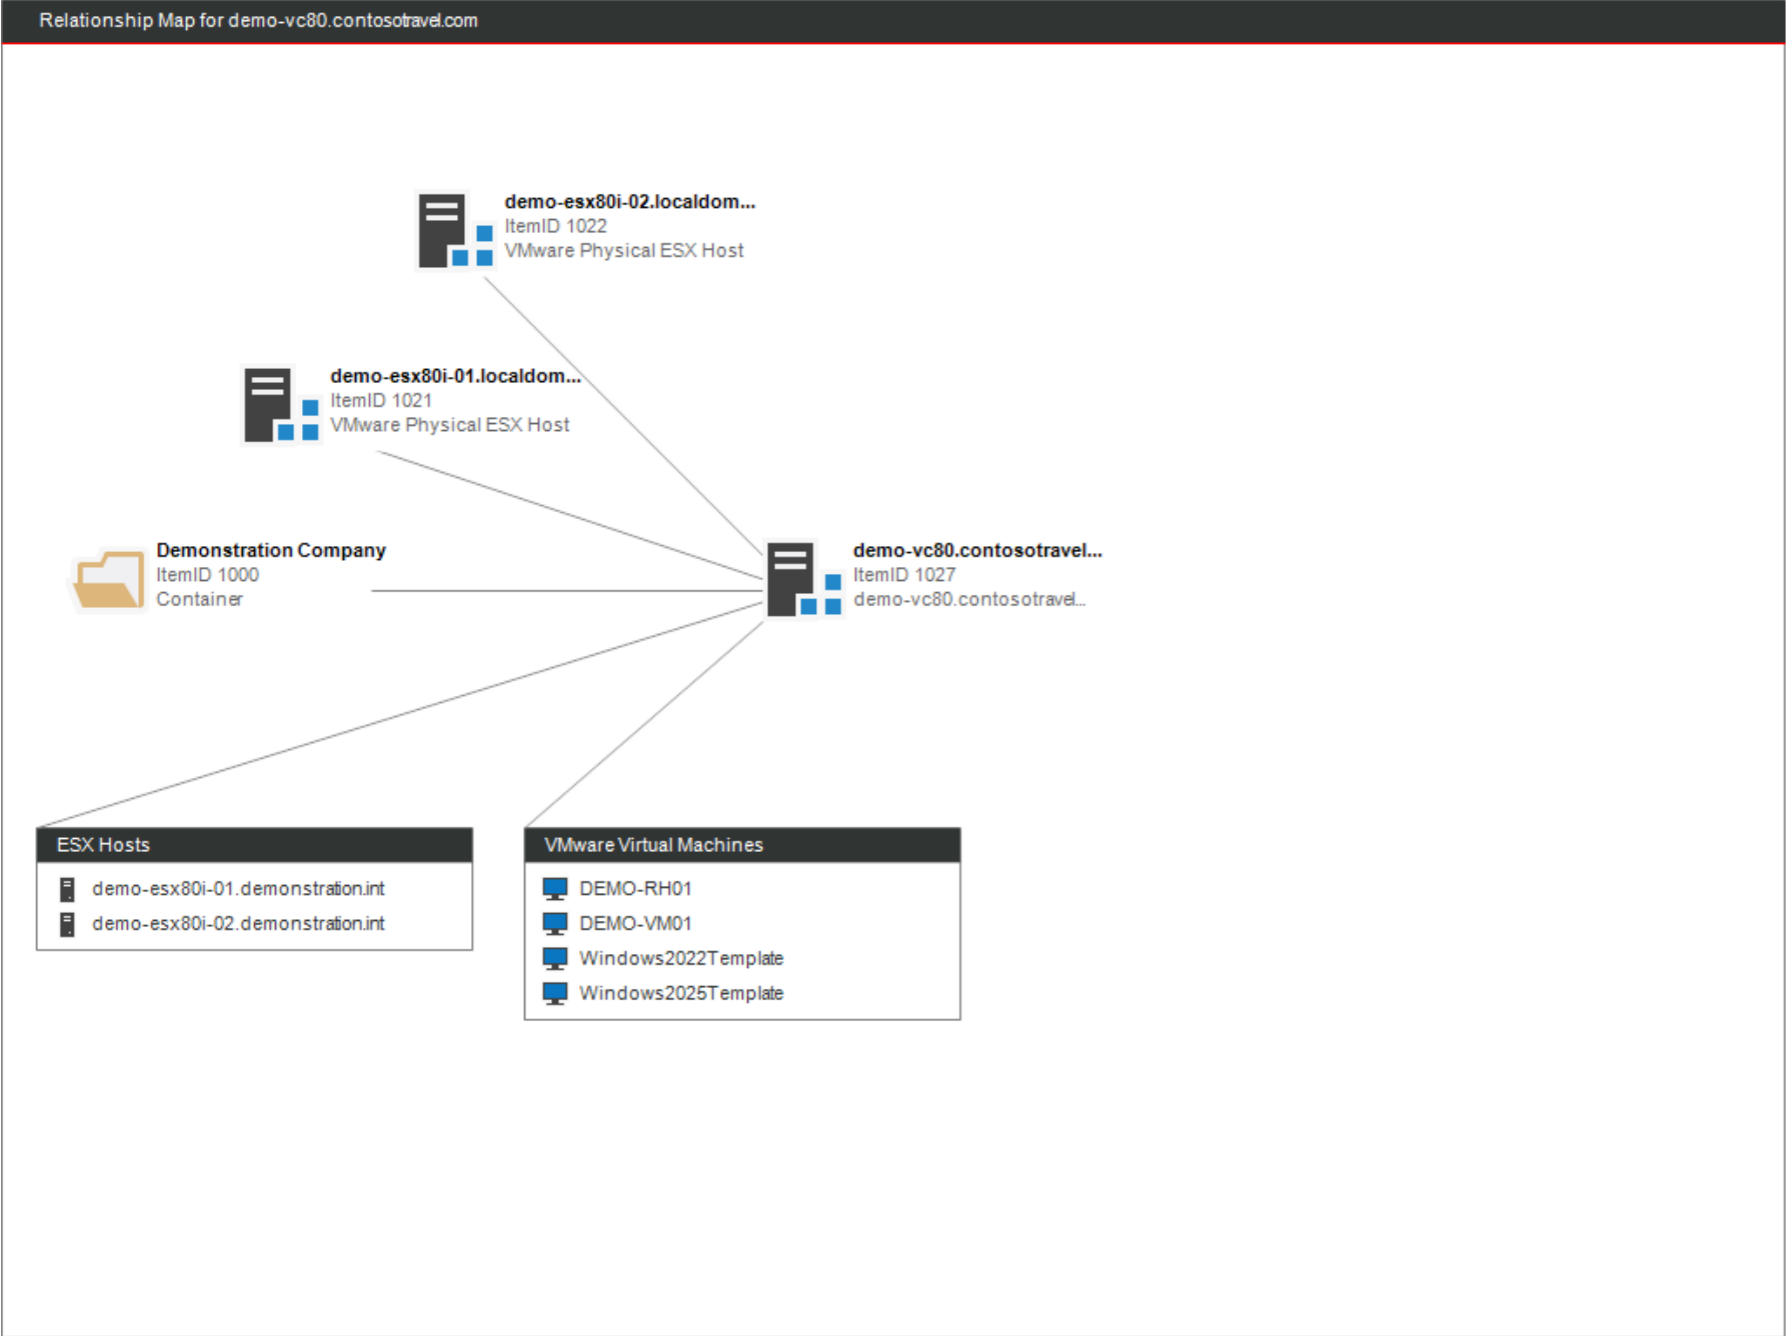 Relationship Map for demo-vc80.contosotravel.com
demo-esx80i-02.localdom...
ItemID 1022
VMware Physical ESX Host
demo-esx80i-01.localdom...
ItemID 1021
VMware Physical ESX Host
Demonstration Company
ItemID 1000
Container
demo-vc80.contosotravel...
ItemID 1027
demo-vc80.contosotravel...
ESX Hosts
demo-esx80i-01.demonstration.int
demo-esx80i-02.demonstration.int
VMware Virtual Machines
DEMO-RH01
DEMO-VM01
Windows2022Template
Windows2025Template